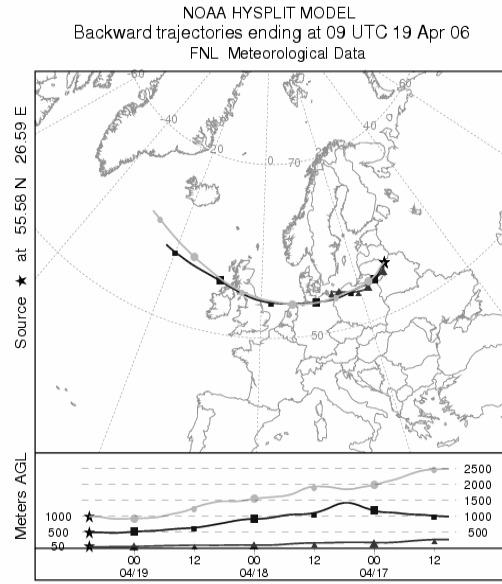 NOAA HYSPLIT MODEL
Backward trajectories ending at 09 UTC 19 Apr 06
FNL Meteorological Data
Source ★ at 55.58 N 26.59 E
-60
-40
-20
0
70
60
40
50
Meters AGL
2500
2000
1500
1000 1000
500 500
50
00 12 00 12 00 12
04/19 04/18 04/17